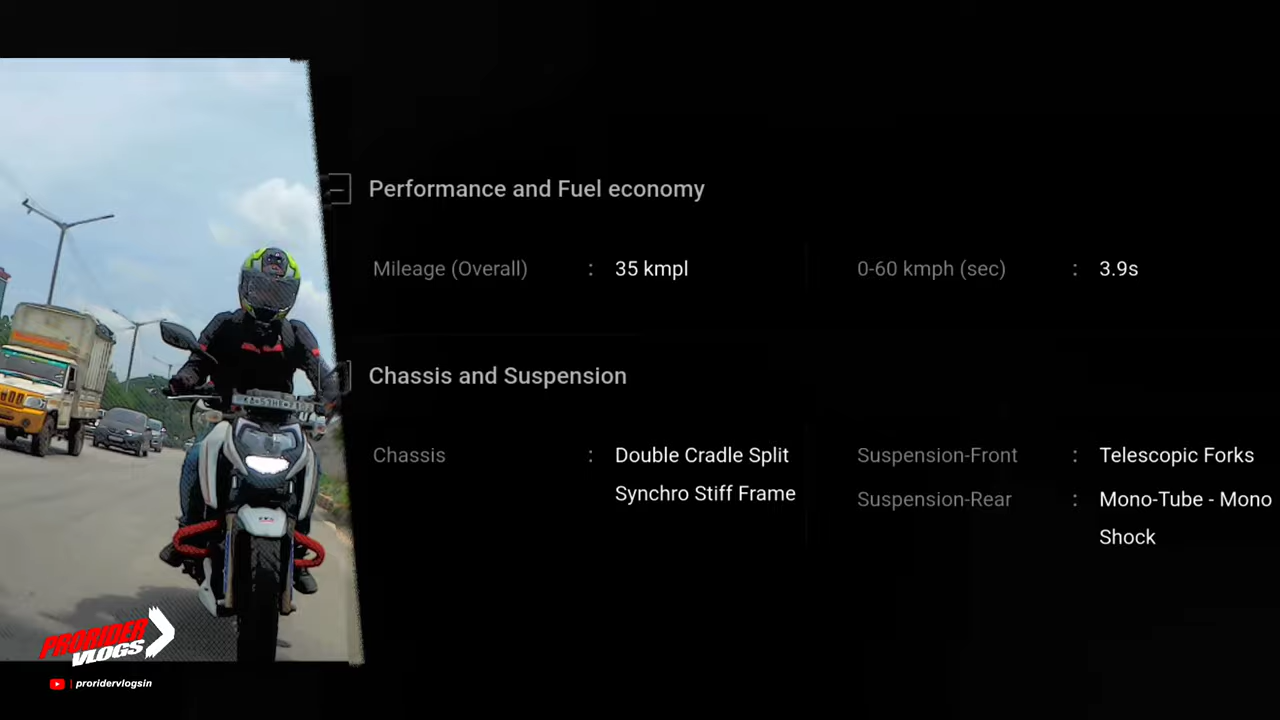 Performance and Fuel economy
Mileage (Overall) : 35 kmpl 0-60 kmph (sec) : 3.9s
Chassis and Suspension
Chassis : Double Cradle Split Suspension-Front : Telescopic Forks
Synchro Stiff Frame Suspension-Rear : Mono-Tube - Mono
Shock
PRORIDER
VLOGS
proridervlogsin